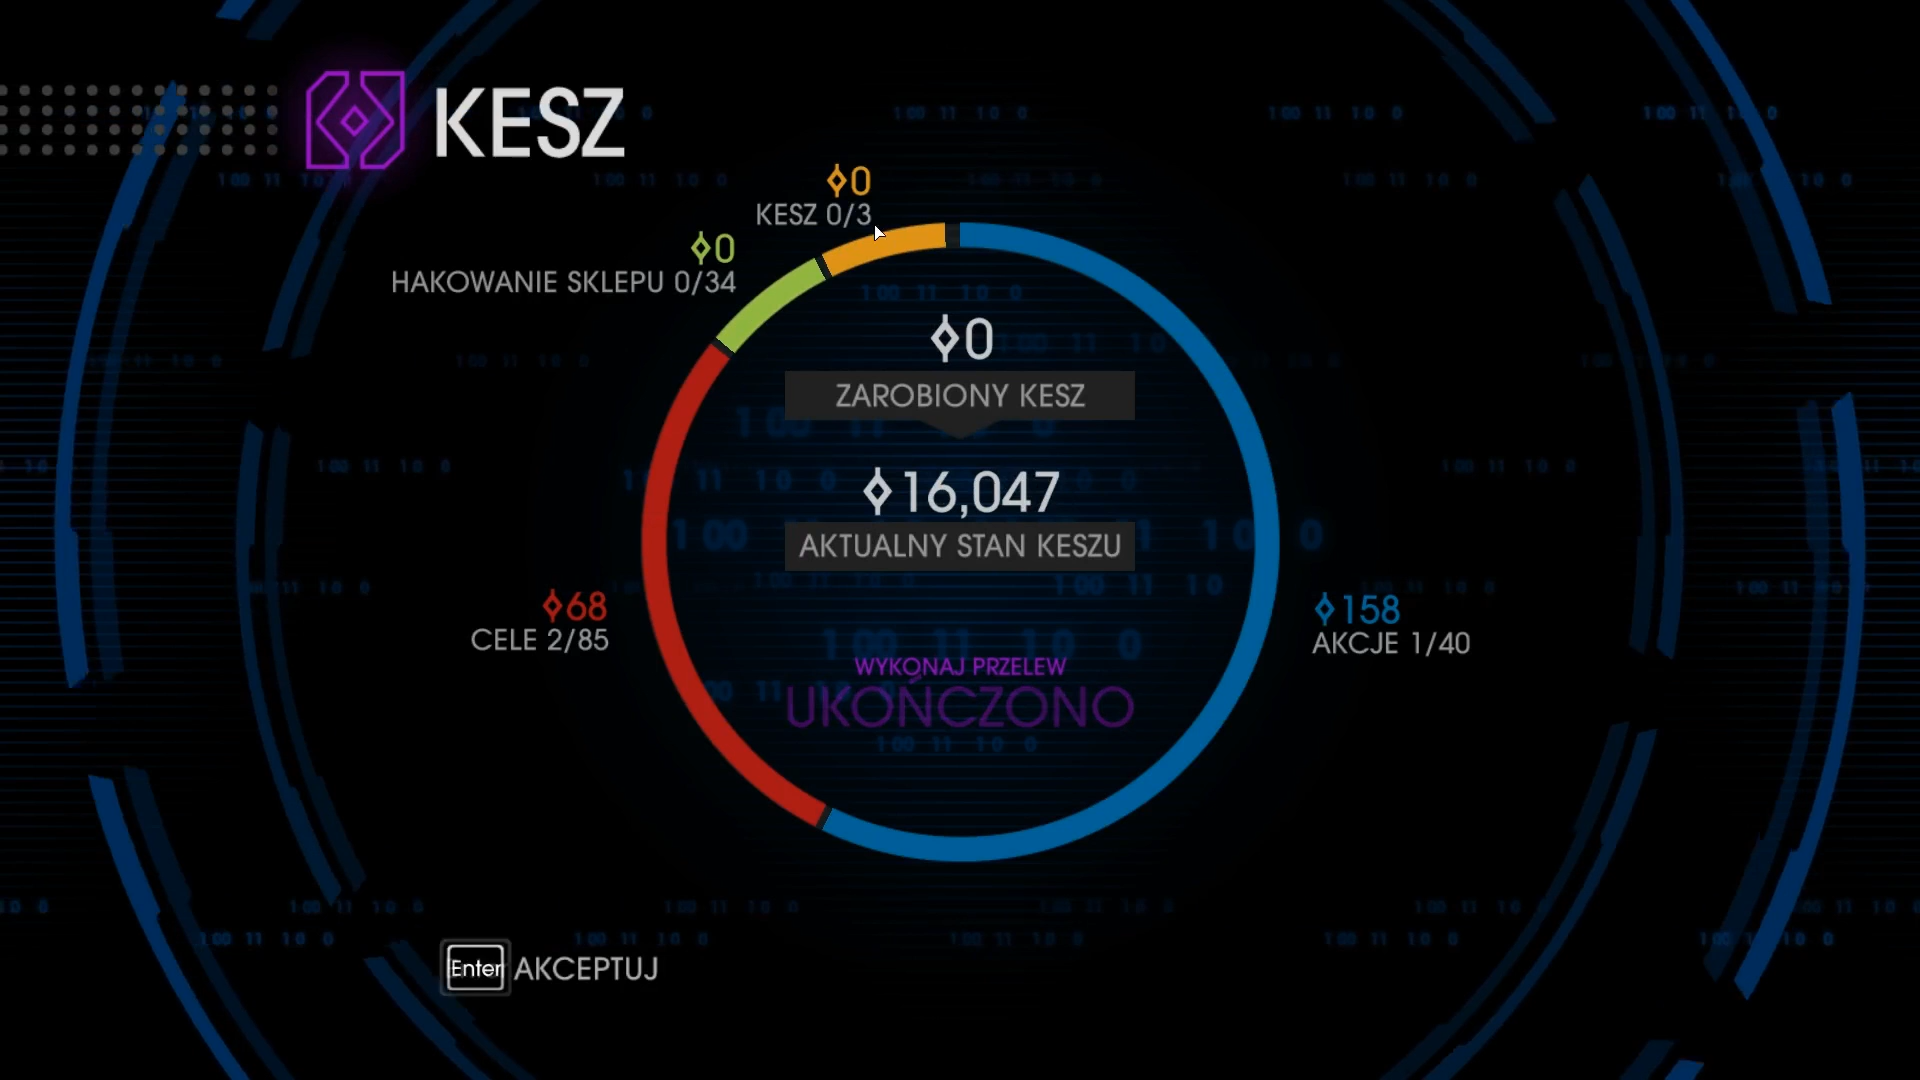 KESZ
0
KESZ 0/3
0
HAKOWANIE SKLEPU 0/34
0
ZAROBIONY KESZ
16,047
AKTUALNY STAN KESZU
68
CELE 2/85
158
AKCJE 1/40
WYKONAJ PRZELEW
UKOŃCZONO
Enter AKCEPTUJ